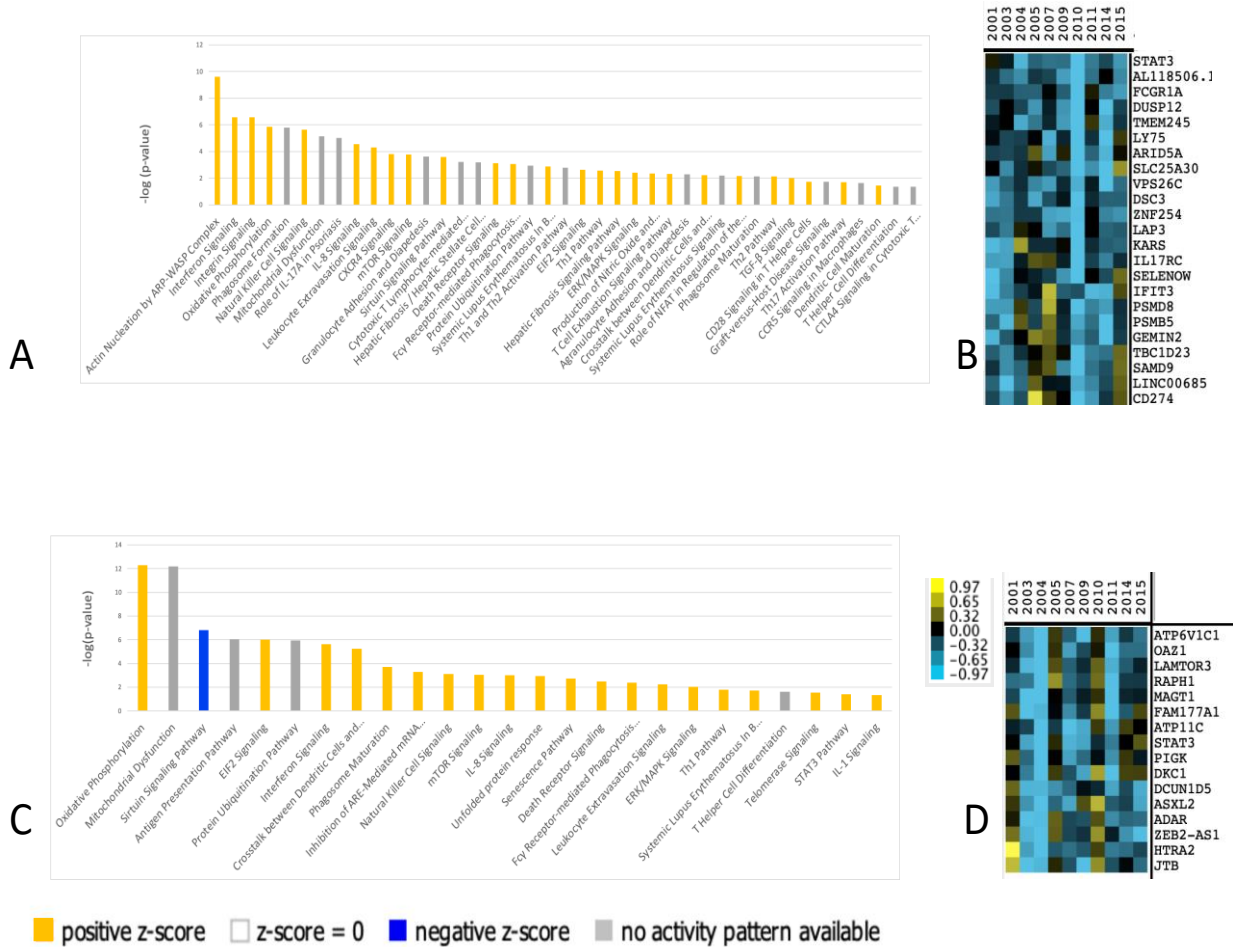 12
10
8
6
4
2
0
-log (p-value)
Actin Nucleation by ARP-WASP Complex
Interferon Signaling
Integrin Signaling
Oxidative Phosphorylation
Phagosome Formation
Natural Killer Cell Signaling
Mitochondrial Dysfunction
Role of IL-17A in Psoriasis
IL-8 Signaling
Leukocyte Extravasation Signaling
CXCR4 Signaling
mTOR Signaling
Granulocyte Adhesion and Diapedesis
Sirtuin Signaling Pathway
Cytotoxic T Lymphocyte-mediated...
Hepatic Fibrosis / Hepatic Stellate Cell...
Death Receptor Signaling
Fcγ Receptor-mediated Phagocytosis...
Protein Ubiquitination Pathway
Systemic Lupus Erythematosus In B...
Th1 and Th2 Activation Pathway
EIF2 Signaling
Th1 Pathway
Hepatic Fibrosis Signaling Pathway
ERK/MAPK Signaling
Production of Nitric Oxide and...
T Cell Exhaustion Signaling Pathway
Agranulocyte Adhesion and Diapedesis
Crosstalk between Dendritic Cells and...
Systemic Lupus Erythematosus Signaling
Role of NFAT in Regulation of the...
Phagosome Maturation
Th2 Pathway
TGF-β Signaling
CD28 Signaling in T Helper Cells
Graft-versus-Host Disease Signaling
Th17 Activation Pathway
CCR5 Signaling in Macrophages
Dendritic Cell Maturation
T Helper Cell Differentiation
CTLA4 Signaling in Cytotoxic T...
A
2001
2003
2004
2005
2007
2009
2010
2011
2014
2015
STAT3
AL118506.1
FCGR1A
DUSP12
TMEM245
LY75
ARID5A
SLC25A30
VPS26C
DSC3
ZNF254
LAP3
KARS
IL17RC
SELENOW
IFIT3
PSMD8
PSMB5
GEMIN2
TBC1D23
SAMD9
LINC00685
CD274
B
14
12
10
8
6
4
2
0
-log(p-value)
Oxidative Phosphorylation
Mitochondrial Dysfunction
Sirtuin Signaling Pathway
Antigen Presentation Pathway
EIF2 Signaling
Protein Ubiquitination Pathway
Interferon Signaling
Crosstalk between Dendritic Cells and...
Phagosome Maturation
Inhibition of ARE-Mediated mRNA...
Natural Killer Cell Signaling
mTOR Signaling
IL-8 Signaling
Unfolded protein response
Senescence Pathway
Death Receptor Signaling
Fcγ Receptor-mediated Phagocytosis...
Leukocyte Extravasation Signaling
ERK/MAPK Signaling
Th1 Pathway
Systemic Lupus Erythematosus In B...
T Helper Cell Differentiation
Telomerase Signaling
STAT3 Pathway
IL-1 Signaling
C
0.97
0.65
0.32
0.00
-0.32
-0.65
-0.97
2001
2003
2004
2005
2007
2009
2010
2011
2014
2015
ATP6V1C1
OAZ1
LAMTOR3
RAPH1
MAGT1
FAM177A1
ATP11C
STAT3
PIGK
DKC1
DCUN1D5
ASXL2
ADAR
ZEB2-AS1
HTRA2
JTB
D
positive z-score
z-score = 0
negative z-score
no activity pattern available